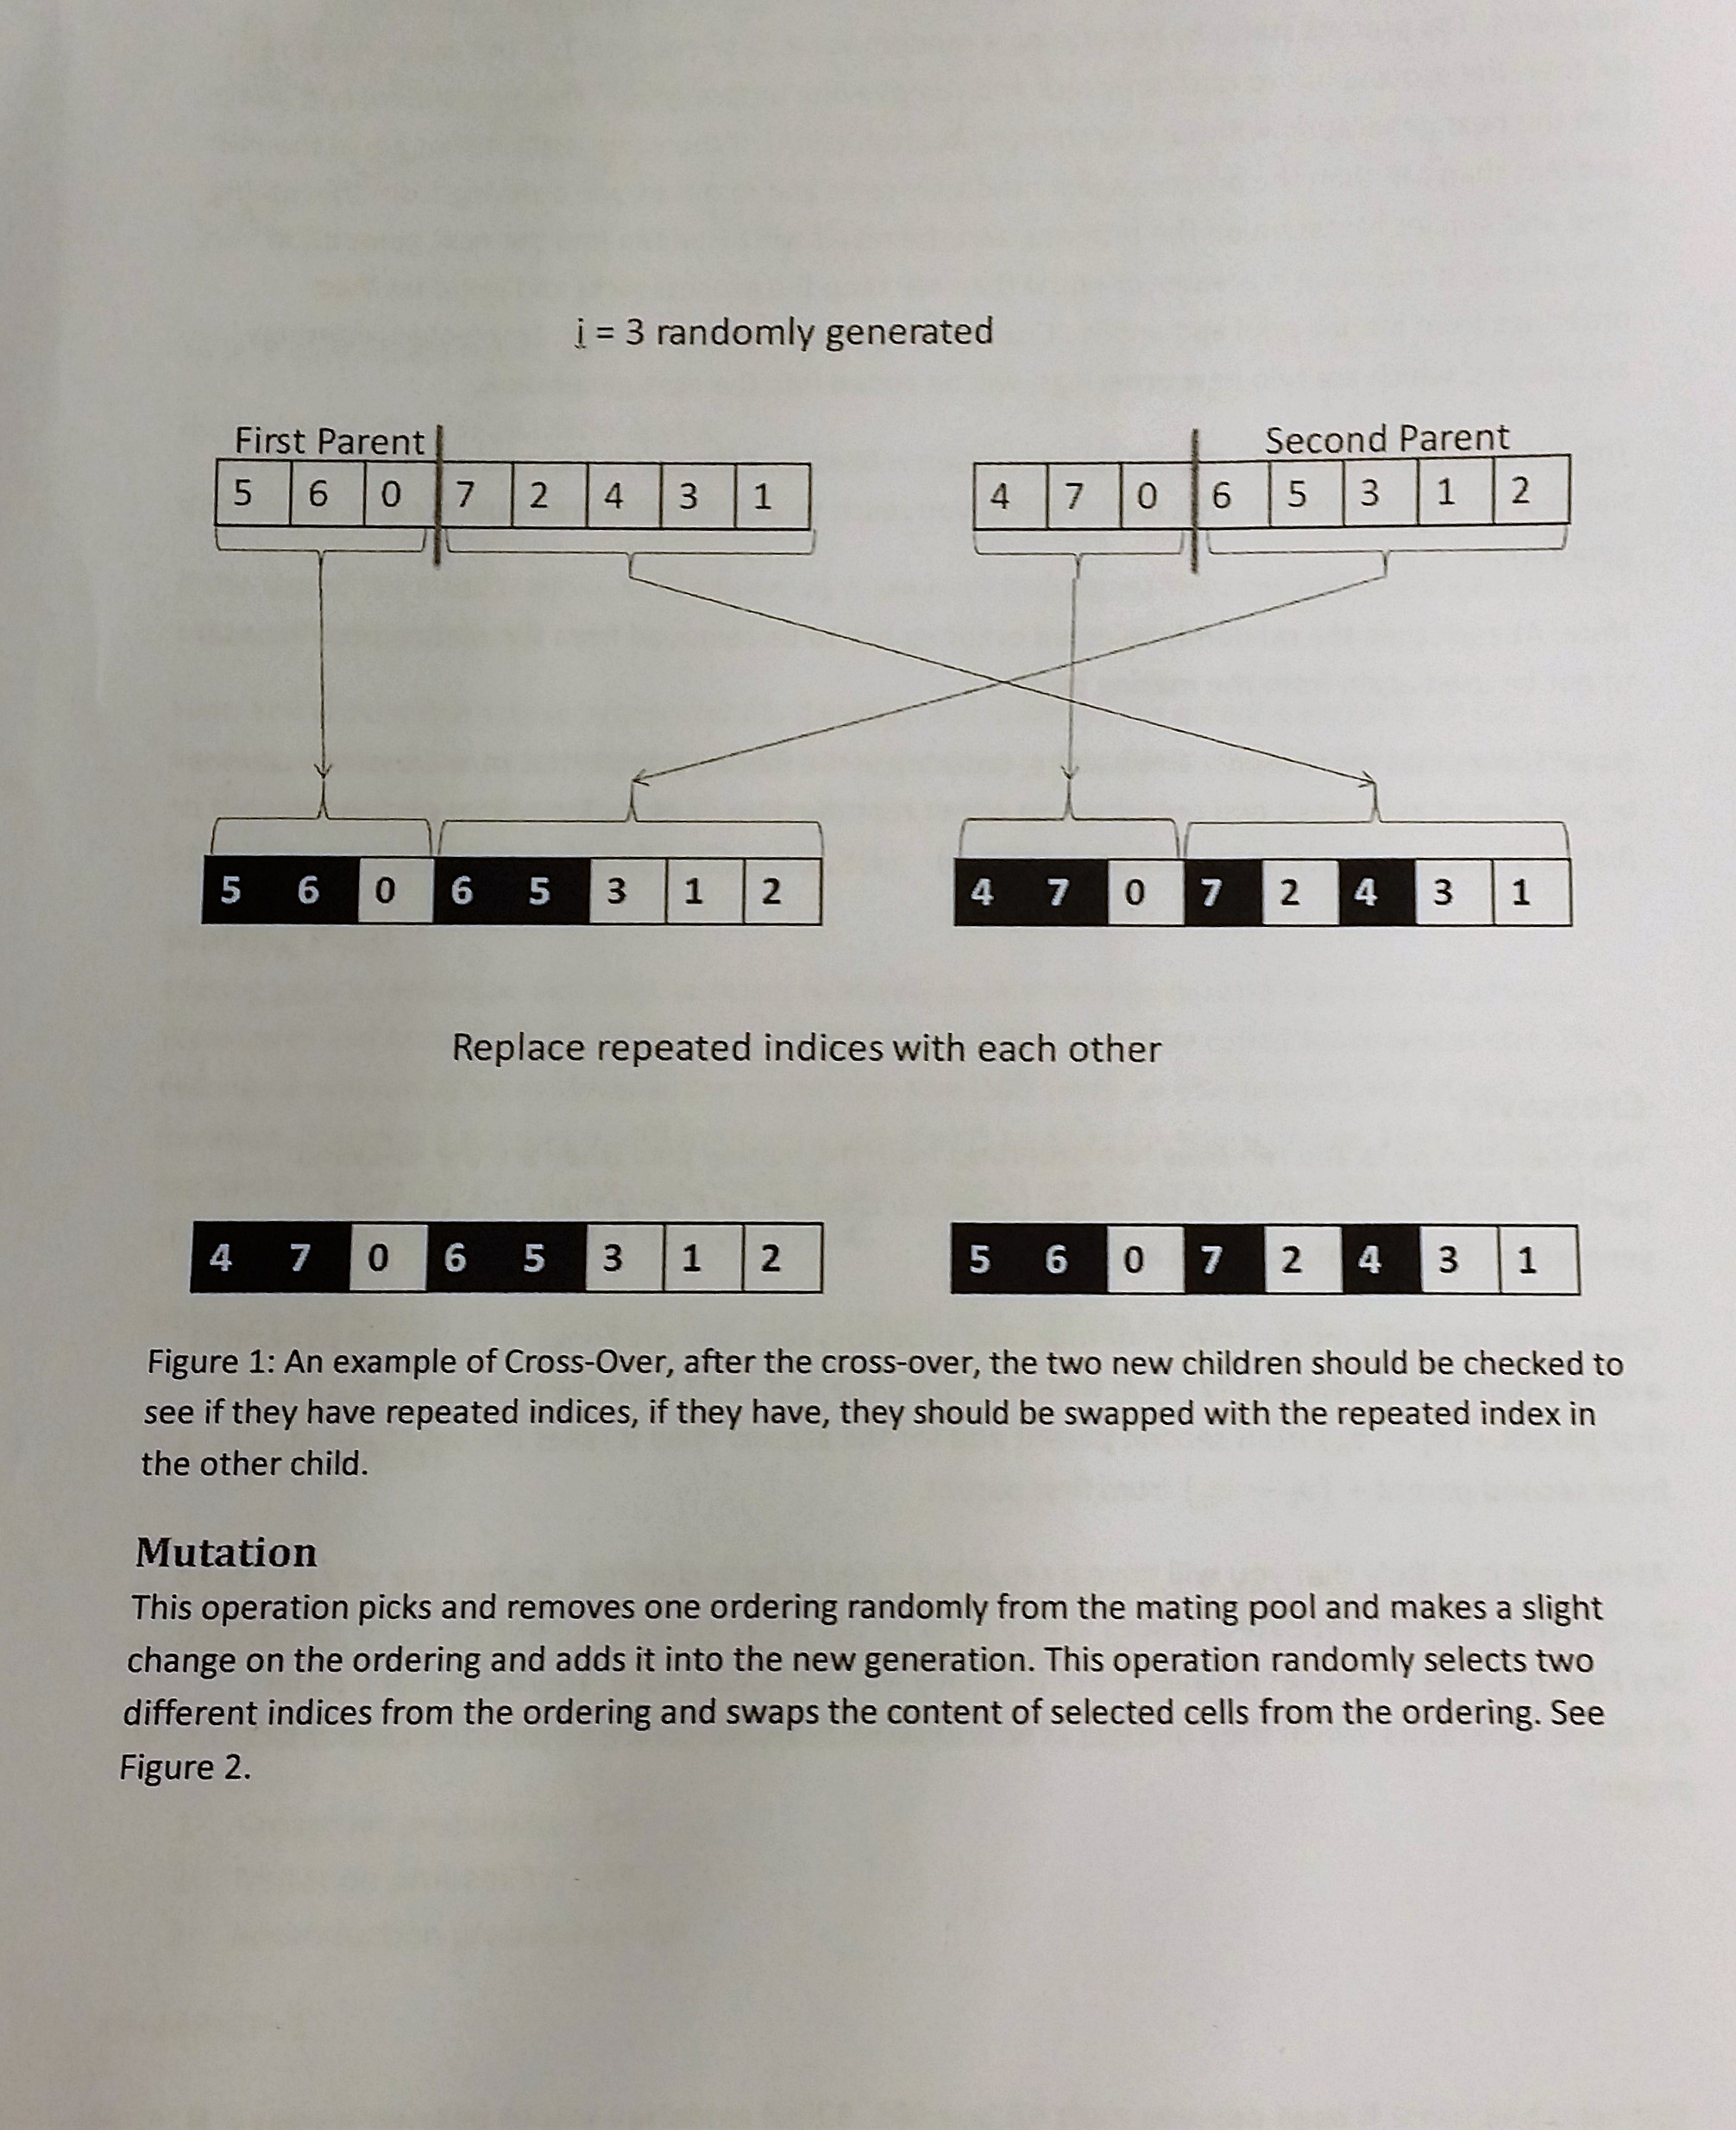 i = 3 randomly generated
First Parent Second Parent
5 6 0 7 2 4 3 1 4 7 0 6 5 3 1 2
5 6 0 6 5 3 1 2 4 7 0 7 2 4 3 1
Replace repeated indices with each other
4 7 0 6 5 3 1 2 5 6 0 7 2 4 3 1
Figure 1: An example of Cross-Over, after the cross-over, the two new children should be checked to
see if they have repeated indices, if they have, they should be swapped with the repeated index in
the other child.
Mutation
This operation picks and removes one ordering randomly from the mating pool and makes a slight
change on the ordering and adds it into the new generation. This operation randomly selects two
different indices from the ordering and swaps the content of selected cells from the ordering. See
Figure 2.